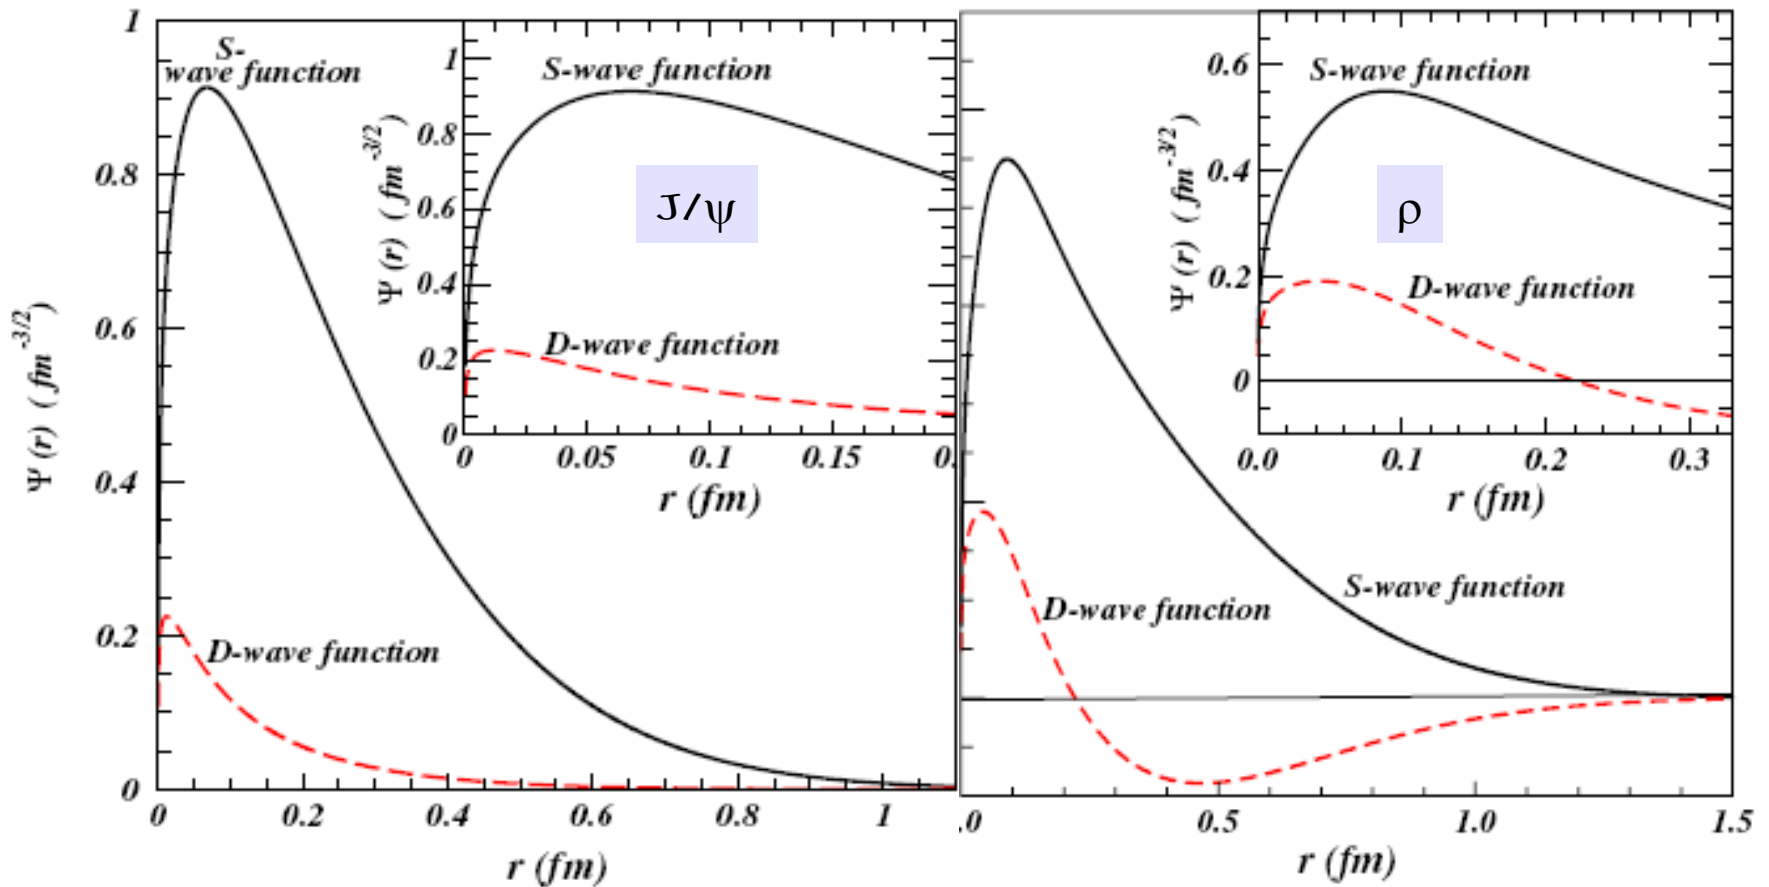 1
0.8
0.6
0.4
0.2
0
Ψ (r) ( fm -3/2)
S-
wave function
D-wave function
0 0.2 0.4 0.6 0.8 1
r (fm)
1
0.8
0.6
0.4
0.2
0
Ψ (r) ( fm -3/2)
S-wave function
J/ψ
D-wave function
0 0.05 0.1 0.15 0.
r (fm)
S-wave function
D-wave function
.0 0.5 1.0 1.5
r (fm)
0.6
0.4
0.2
0
Ψ (r) ( fm -3/2)
S-wave function
ρ
D-wave function
0.0 0.1 0.2 0.3
r (fm)